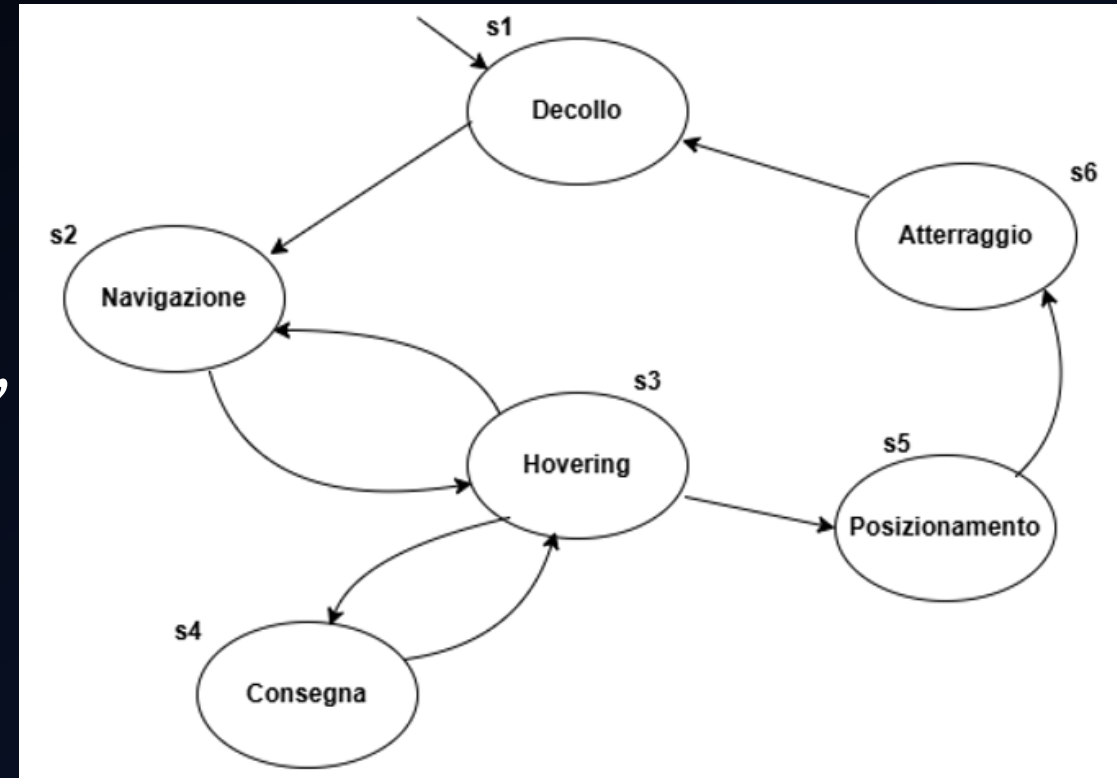 s1
Decollo
s6
Atterraggio
s2
Navigazione
s3
Hovering
s5
Posizionamento
s4
Consegna